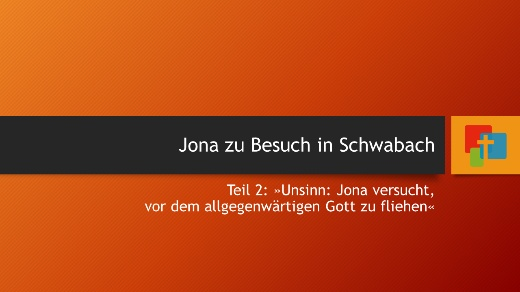 Jona zu Besuch in Schwabach
Teil 2: »Unsinn: Jona versucht,
vor dem allgegenwärtigen Gott zu fliehen«